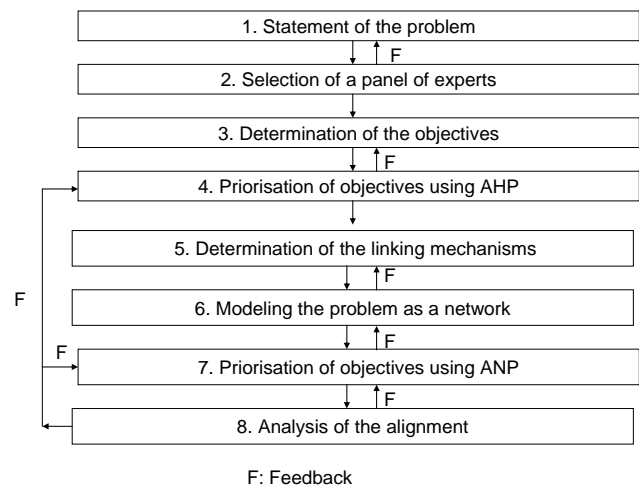 1. Statement of the problem
F
2. Selection of a panel of experts
3. Determination of the objectives
F
4. Priorisation of objectives using AHP
5. Determination of the linking mechanisms
F
F
6. Modeling the problem as a network
F
F
7. Priorisation of objectives using ANP
F
8. Analysis of the alignment
F: Feedback